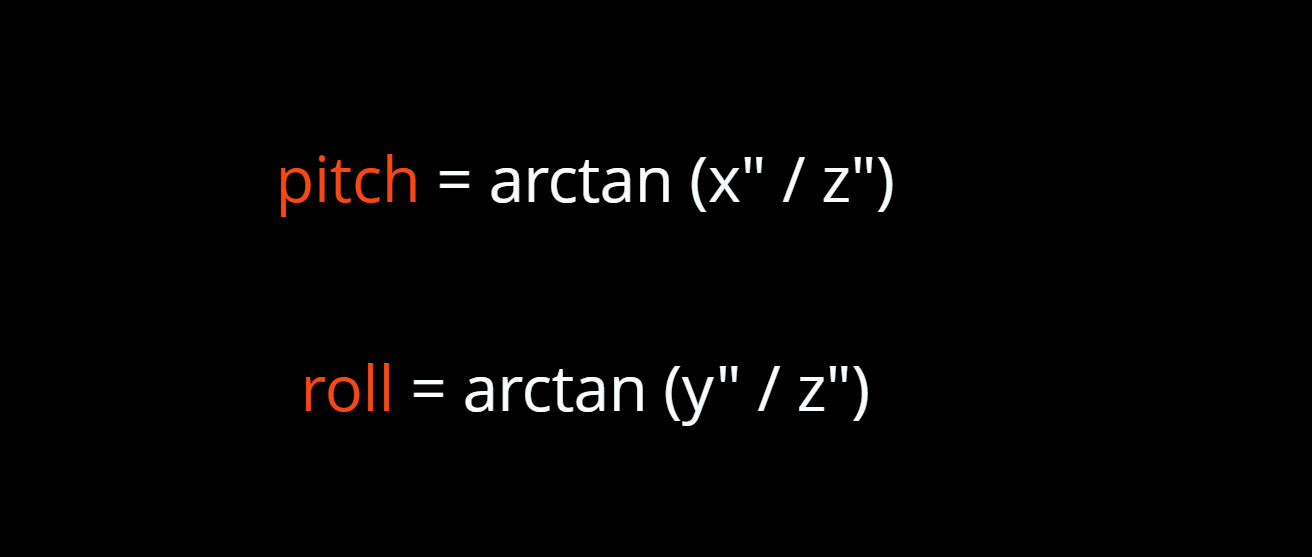 pitch = arctan (x" / z")
roll = arctan (y" / z")